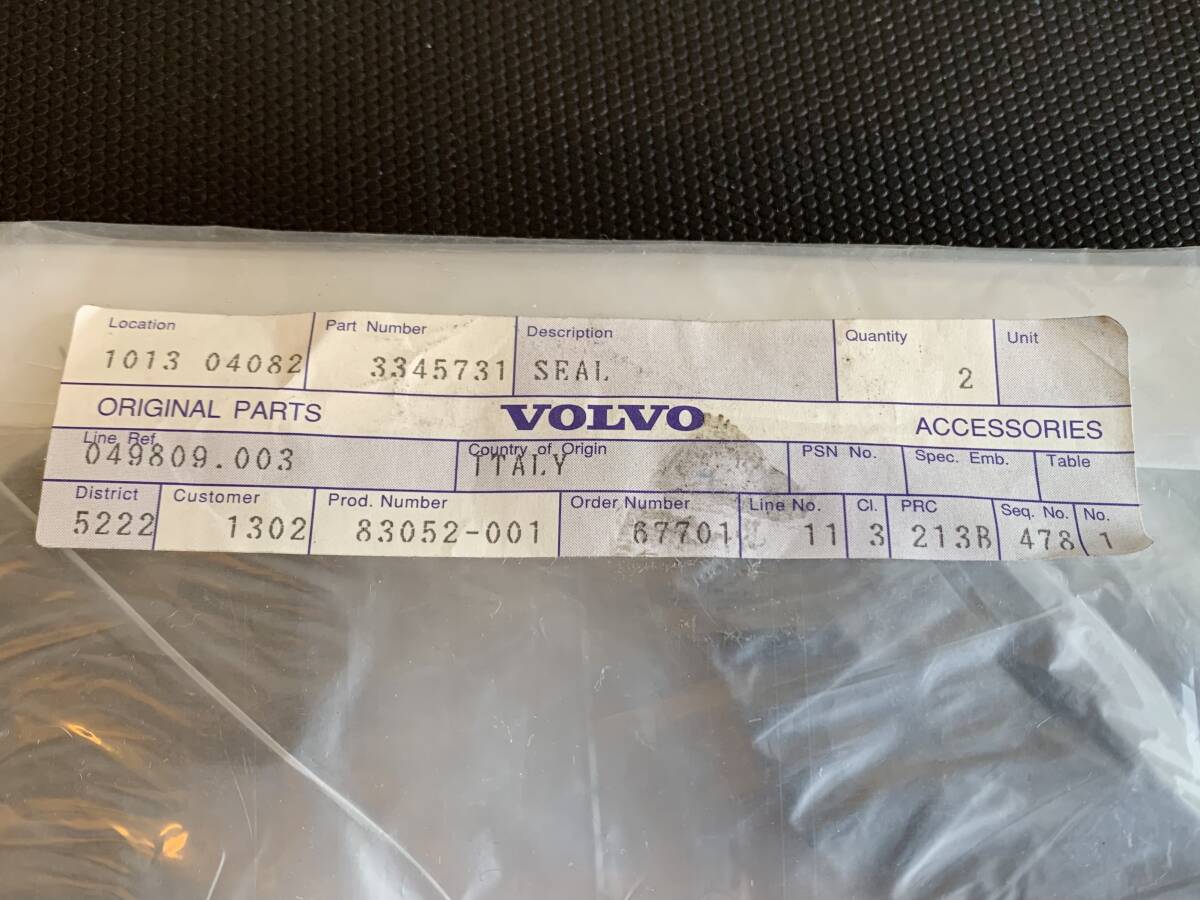 Location Part Number Description Quantity Unit
1013 04082 3345731 SEAL 2
ORIGINAL PARTS VOLVO ACCESSORIES
Line Ref. Country of Origin PSN No. Spec. Emb. Table
049809.003 ITALY
District Customer Prod. Number Order Number Line No. Cl. PRC Seq. No. No.
5222 1302 83052-001 67701 11 3 213B 478 1